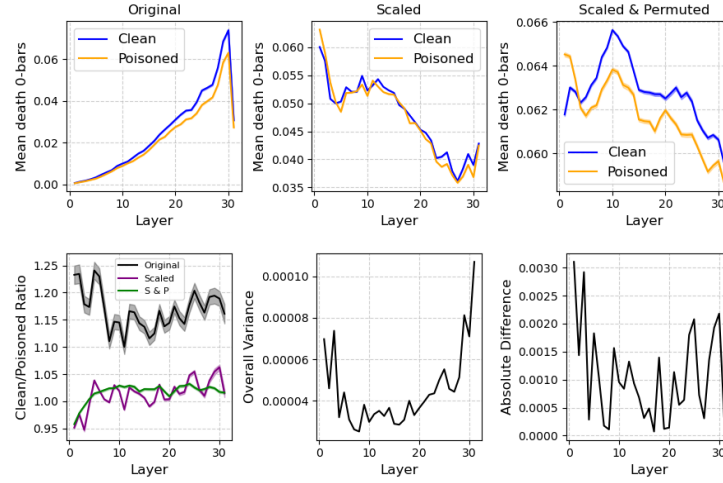 Original
Mean death 0-bars
0.06
0.04
0.02
0.00
Clean
Poisoned
0
10
20
30
Layer
Scaled
Mean death 0-bars
0.060
0.055
0.050
0.045
0.040
0.035
Clean
Poisoned
0
10
20
30
Layer
Scaled & Permuted
Mean death 0-bars
0.066
0.064
0.062
0.060
Clean
Poisoned
0
10
20
30
Layer
Clean/Poisoned Ratio
1.25
1.20
1.15
1.10
1.05
1.00
0.95
Original
Scaled
S & P
0
10
20
30
Layer
Overall Variance
0.00010
0.00008
0.00006
0.00004
0
10
20
30
Layer
Absolute Difference
0.0030
0.0025
0.0020
0.0015
0.0010
0.0005
0.0000
0
10
20
30
Layer